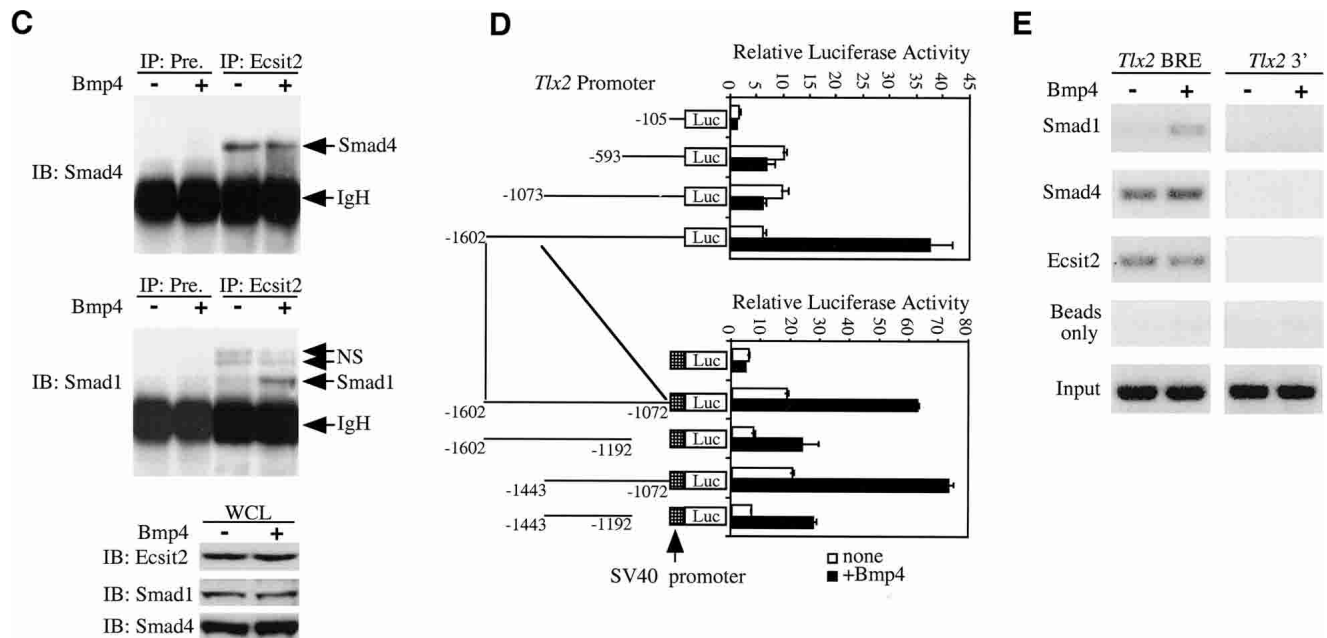 C
IP: Pre. IP: Ecsit2
Bmp4 - + - +
IB: Smad4
Smad4
IgH
IP: Pre. IP: Ecsit2
Bmp4 - + - +
IB: Smad1
NS
Smad1
IgH
WCL
Bmp4 - +
IB: Ecsit2
IB: Smad1
IB: Smad4
D
Relative Luciferase Activity
Tlx2 Promoter
0 5 10 15 20 25 30 35 40 45
-105 Luc
-593 Luc
-1073 Luc
-1602 Luc
Relative Luciferase Activity
0 10 20 30 40 50 60 70 80
Luc
-1602 -1072 Luc
-1602 -1192 Luc
-1443 -1072 Luc
-1443 -1192 Luc
SV40 promoter
none
+Bmp4
E
Tlx2 BRE Tlx2 3'
Bmp4 - + - +
Smad1
Smad4
Ecsit2
Beads only
Input